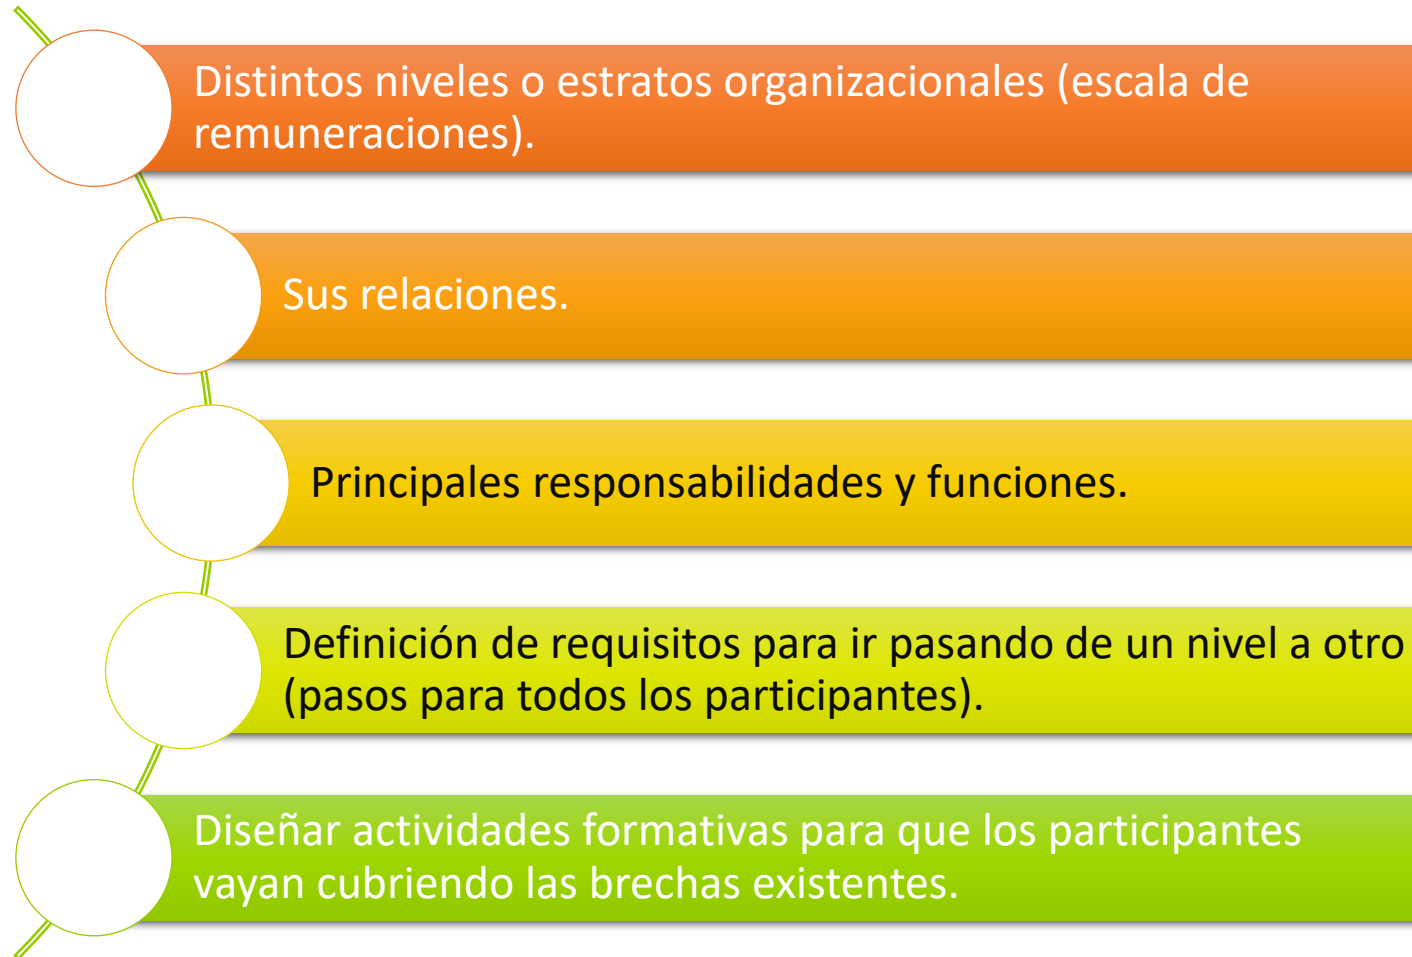 Distintos niveles o estratos organizacionales (escala de
remuneraciones).
Sus relaciones.
Principales responsabilidades y funciones.
Definición de requisitos para ir pasando de un nivel a otro
(pasos para todos los participantes).
Diseñar actividades formativas para que los participantes
vayan cubriendo las brechas existentes.